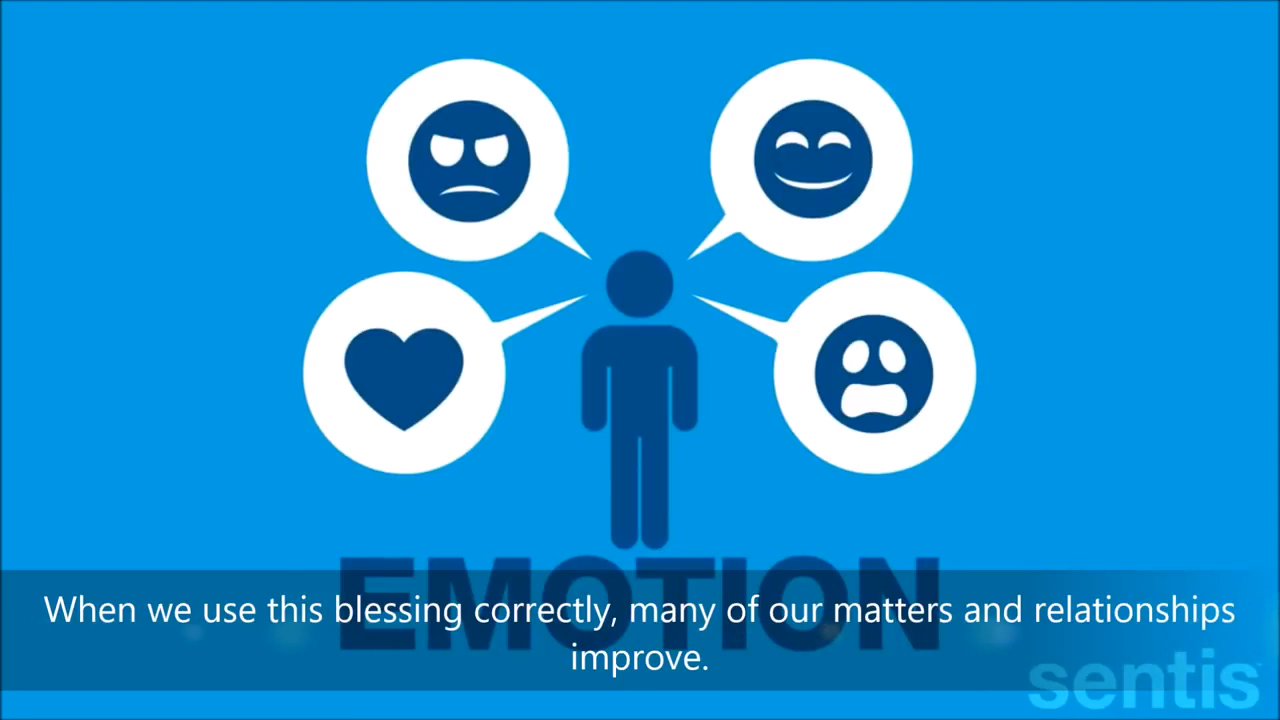 EMOTION
When we use this blessing correctly, many of our matters and relationships
improve.
sentis